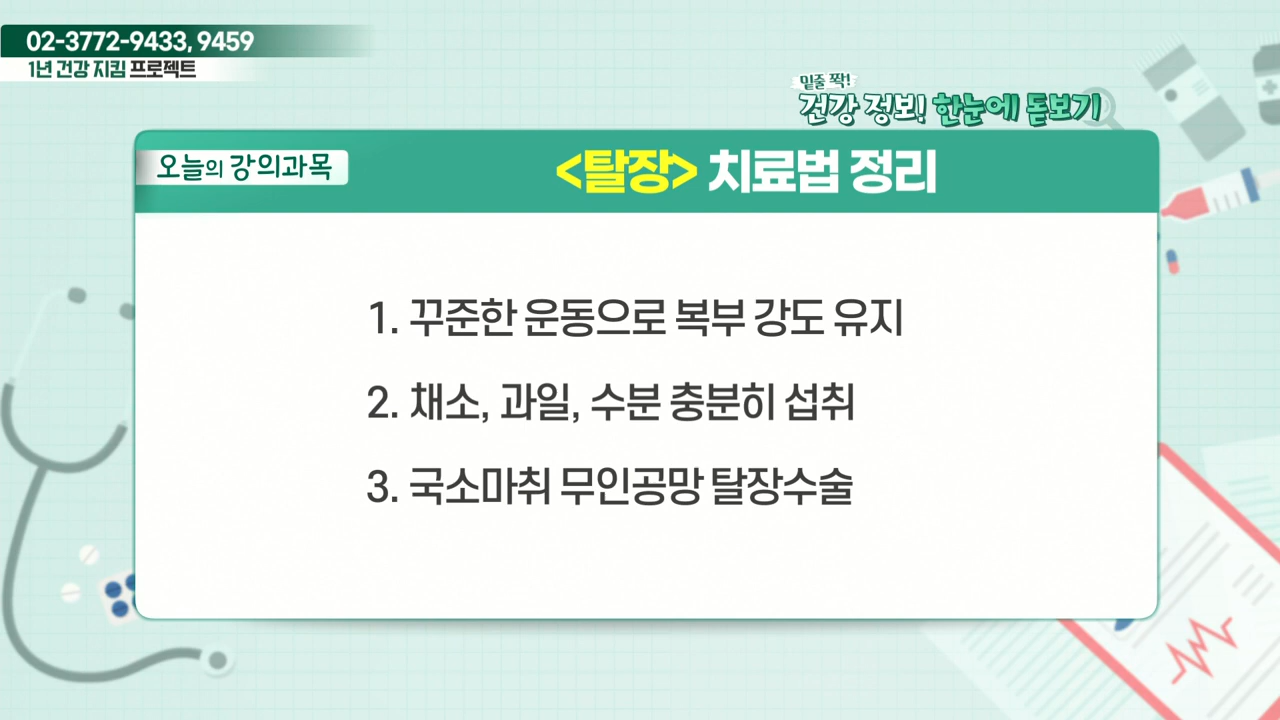 02-3772-9433, 9459
1년 건강 지킴 프로젝트
밑줄 쫙!
건강 정보! 한눈에 돋보기
오늘의 강의과목
<탈장> 치료법 정리
1. 꾸준한 운동으로 복부 강도 유지
2. 채소, 과일, 수분 충분히 섭취
3. 국소마취 무인공망 탈장수술